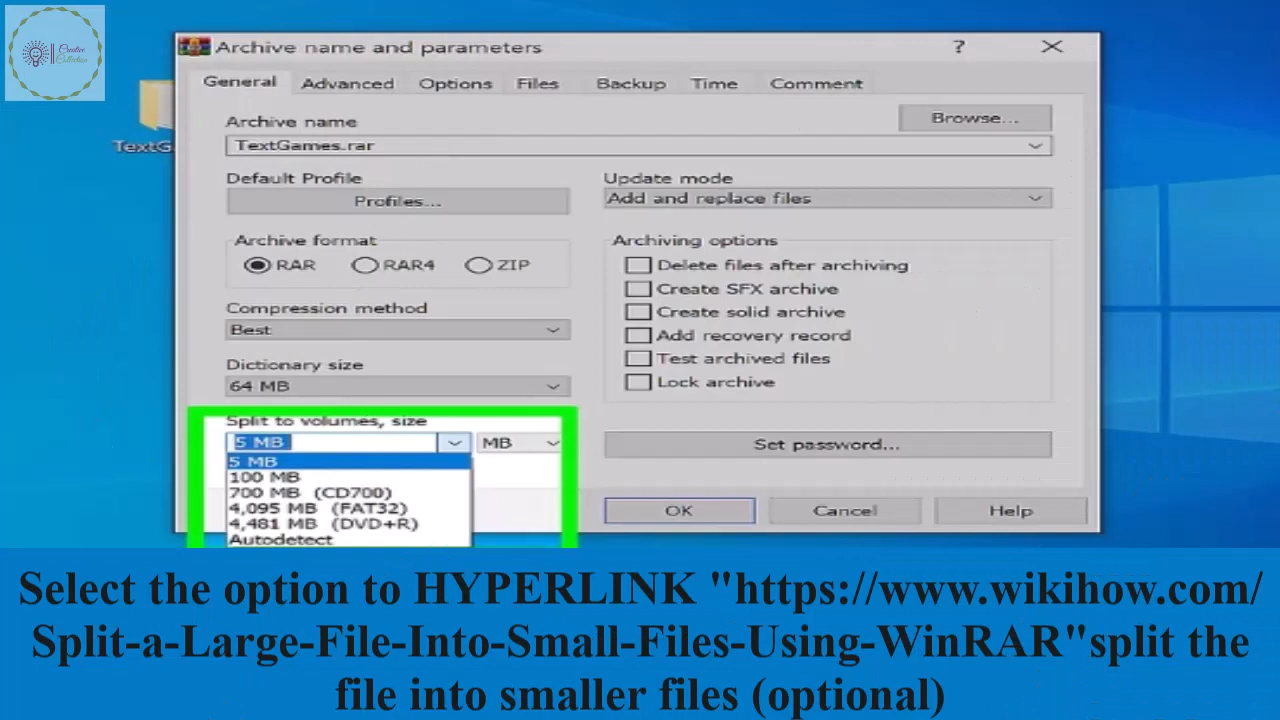 Creative
Collection
TextG
Archive name and parameters ?
General Advanced Options Files Backup Time Comment
Archive name
Browse...
TextGames.rar
Default Profile
Profiles...
Update mode
Add and replace files
Archive format
RAR RAR4 ZIP
Compression method
Best
Dictionary size
64 MB
Split to volumes, size
5 MB MB
5 MB
100 MB
700 MB (CD700)
4,095 MB (FAT32)
4,481 MB (DVD+R)
Autodetect
Archiving options
Delete files after archiving
Create SFX archive
Create solid archive
Add recovery record
Test archived files
Lock archive
Set password...
OK Cancel Help
Select the option to HYPERLINK "https://www.wikihow.com/
Split-a-Large-File-Into-Small-Files-Using-WinRAR"split the
file into smaller files (optional)